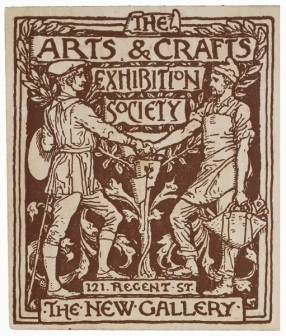 THE
ARTS & CRAFTS
EXHIBITION
SOCIETY
121. REGENT·ST.
THE·NEW·GALLERY·